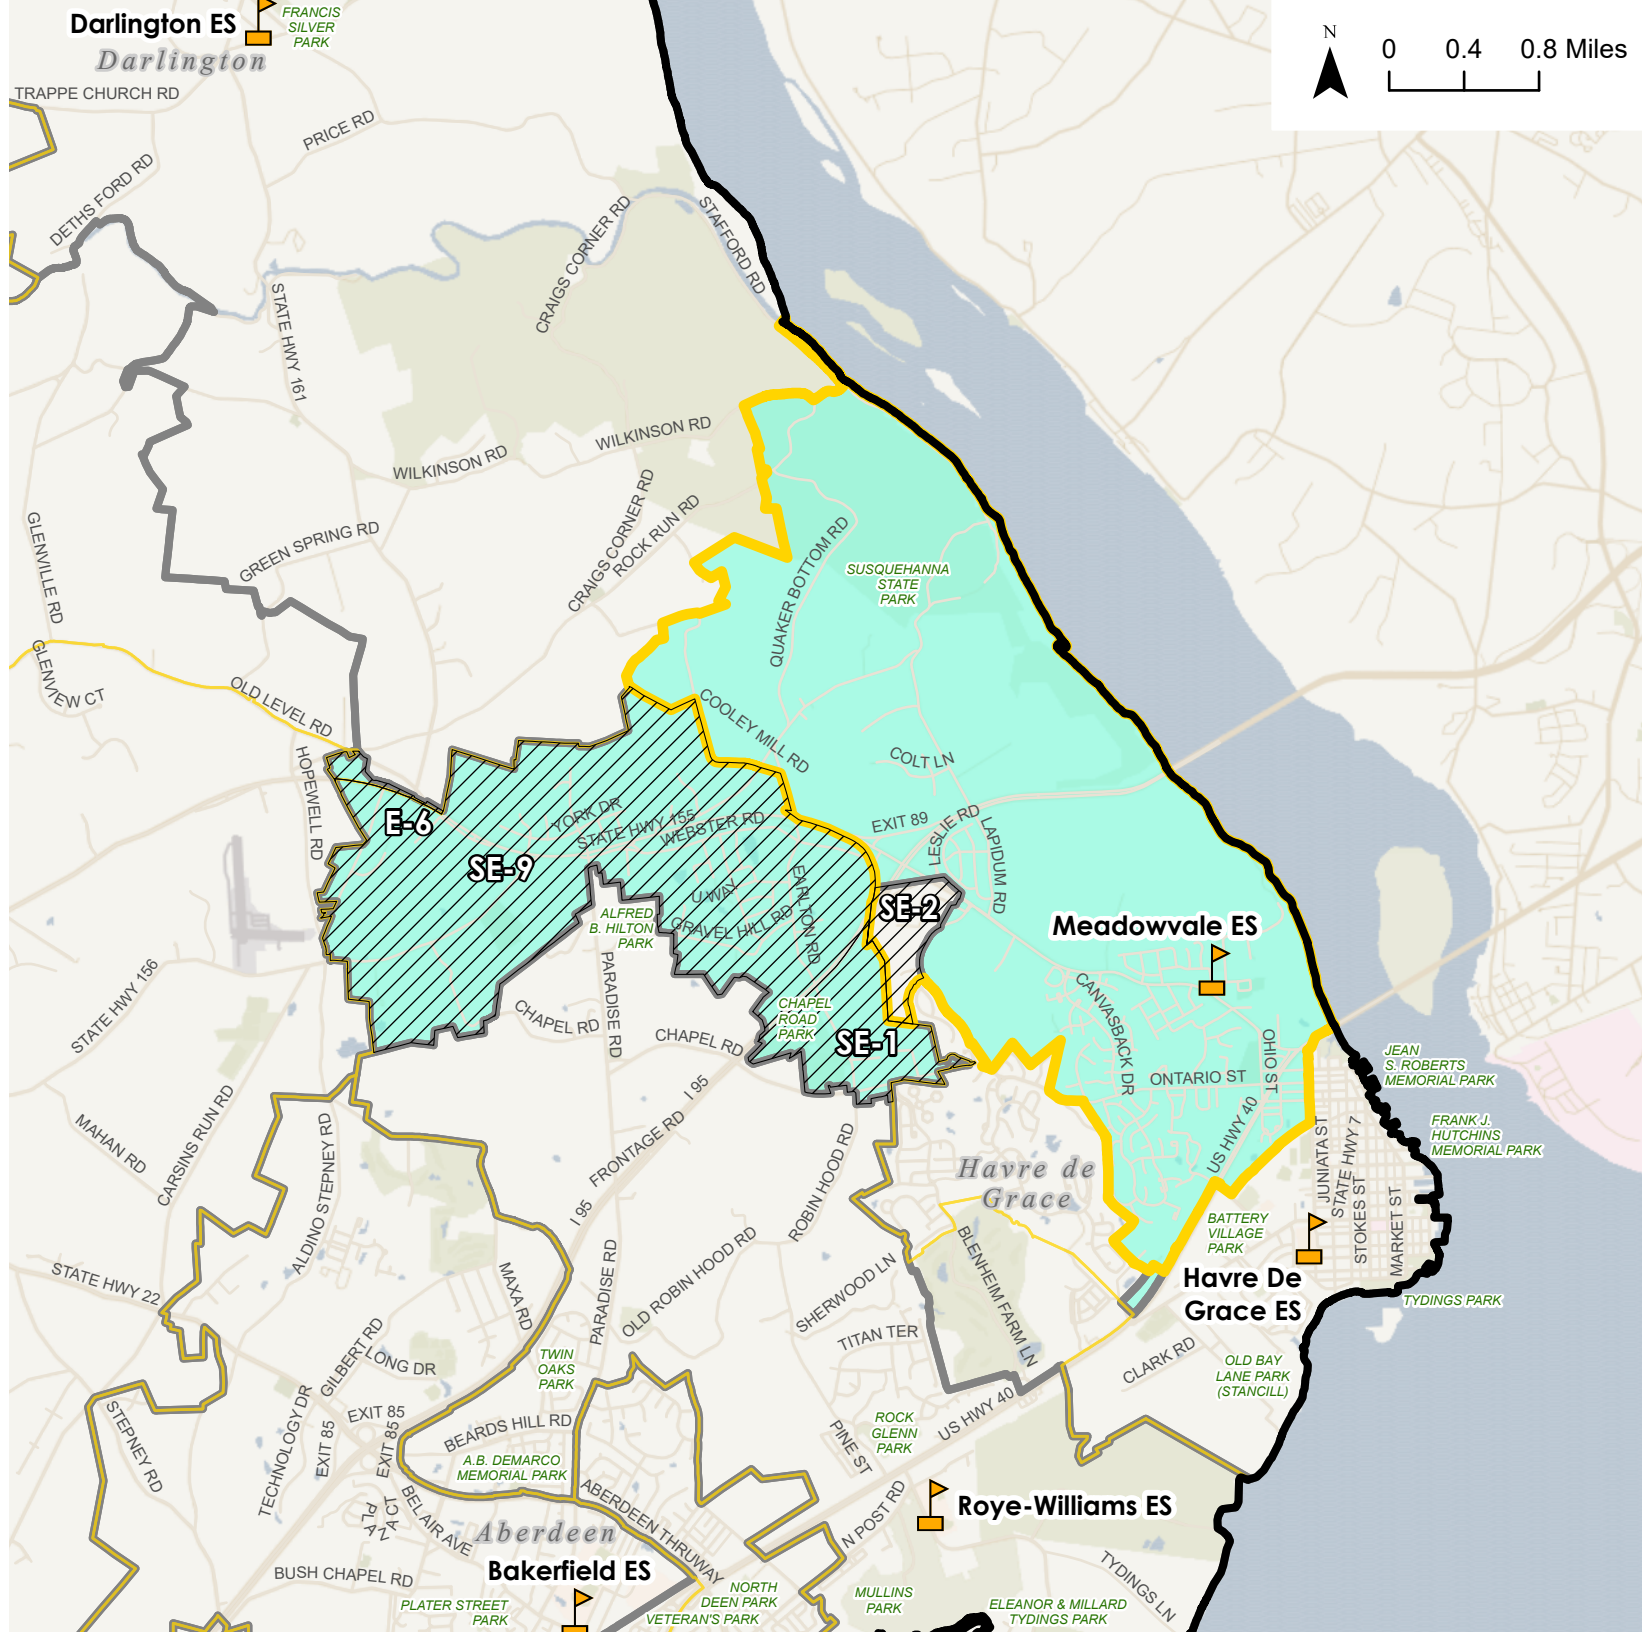 Darlington ES
FRANCIS
SILVER
PARK
Darlington
N
0 0.4 0.8 Miles
TRAPPE CHURCH RD
PRICE RD
DETHS FORD RD
STAFFORD RD
CRAIGS CORNER RD
STATE HWY 161
WILKINSON RD
WILKINSON RD
CRAIGS CORNER RD
ROCK RUN RD
GREEN SPRING RD
GLENVILLE RD
QUAKER BOTTOM RD
SUSQUEHANNA
STATE
PARK
GLENVIEW CT
OLD LEVEL RD
COOLEY MILL RD
COLT LN
HOPEWELL RD
E-6
YORK DR
STATE HWY 155
WEBSTER RD
EXIT 89
LESLIE RD
LAPIDUM RD
SE-9
U WAY
EARLTON RD
GRAVEL HILL RD
SE-2
ALFRED
B. HILTON
PARK
Meadowvale ES
STATE HWY 156
PARADISE RD
CHAPEL RD
CHAPEL RD
CHAPEL
ROAD
PARK
SE-1
CANVASBACK DR
OHIO ST
ONTARIO ST
JEAN
S. ROBERTS
MEMORIAL PARK
I 95
FRONTAGE RD
MAHAN RD
CARSINS RUN RD
ALDINO STEPNEY RD
ROBIN HOOD RD
US HWY 40
JUNIATA ST
STATE HWY 7
STOKES ST
MARKET ST
FRANK J.
HUTCHINS
MEMORIAL PARK
Havre de
Grace
I 95
BATTERY
VILLAGE
PARK
Havre De
Grace ES
TYDINGS PARK
STATE HWY 22
MAXA RD
PARADISE RD
OLD ROBIN HOOD RD
SHERWOOD LN
TITAN TER
BLENHEIM FARM LN
CLARK RD
OLD BAY
LANE PARK
(STANCILL)
GILBERT RD
LONG DR
TWIN
OAKS
PARK
STEPNEY RD
TECHNOLOGY DR
EXIT 85
EXIT 85
EXIT 85
BEARDS HILL RD
A.B. DEMARCO
MEMORIAL PARK
PINE ST
ROCK
GLENN
PARK
US HWY 40
PLAZA CT
BEL AIR AVE
Aberdeen
ABERDEEN THRUWAY
N POST RD
Roye-Williams ES
BUSH CHAPEL RD
Bakerfield ES
PLATER STREET
PARK
NORTH
DEEN PARK
VETERAN'S PARK
MULLINS
PARK
ELEANOR & MILLARD
TYDINGS PARK
TYDINGS LN